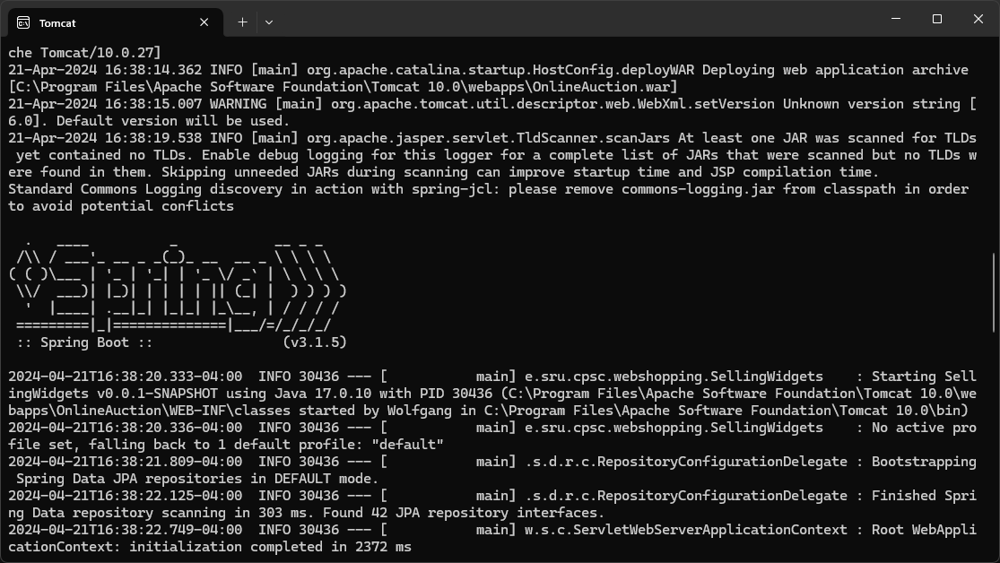 Tomcat
che Tomcat/10.0.27]
21-Apr-2024 16:38:14.362 INFO [main] org.apache.catalina.startup.HostConfig.deployWAR Deploying web application archive
[C:\Program Files\Apache Software Foundation\Tomcat 10.0\webapps\OnlineAuction.war]
21-Apr-2024 16:38:15.007 WARNING [main] org.apache.tomcat.util.descriptor.web.WebXml.setVersion Unknown version string [
6.0]. Default version will be used.
21-Apr-2024 16:38:19.538 INFO [main] org.apache.jasper.servlet.TldScanner.scanJars At least one JAR was scanned for TLDs
 yet contained no TLDs. Enable debug logging for this logger for a complete list of JARs that were scanned but no TLDs w
ere found in them. Skipping unneeded JARs during scanning can improve startup time and JSP compilation time.
Standard Commons Logging discovery in action with spring-jcl: please remove commons-logging.jar from classpath in order
to avoid potential conflicts

  .   ____          _            __ _ _
 /\\ / ___'_ __ _ _(_)_ __  __ _ \ \ \ \
( ( )\___ | '_ | '_| | '_ \/ _` | \ \ \ \
 \\/  ___)| |_)| | | | | || (_| |  ) ) ) )
  '  |____| .__|_| |_|_| |_\__, | / / / /
 =========|_|==============|___/=/_/_/_/
 :: Spring Boot ::                (v3.1.5)

2024-04-21T16:38:20.333-04:00  INFO 30436 --- [           main] e.sru.cpsc.webshopping.SellingWidgets    : Starting Sell
ingWidgets v0.0.1-SNAPSHOT using Java 17.0.10 with PID 30436 (C:\Program Files\Apache Software Foundation\Tomcat 10.0\we
bapps\OnlineAuction\WEB-INF\classes started by Wolfgang in C:\Program Files\Apache Software Foundation\Tomcat 10.0\bin)
2024-04-21T16:38:20.336-04:00  INFO 30436 --- [           main] e.sru.cpsc.webshopping.SellingWidgets    : No active pro
file set, falling back to 1 default profile: "default"
2024-04-21T16:38:21.809-04:00  INFO 30436 --- [           main] .s.d.r.c.RepositoryConfigurationDelegate : Bootstrapping
 Spring Data JPA repositories in DEFAULT mode.
2024-04-21T16:38:22.125-04:00  INFO 30436 --- [           main] .s.d.r.c.RepositoryConfigurationDelegate : Finished Spri
ng Data repository scanning in 303 ms. Found 42 JPA repository interfaces.
2024-04-21T16:38:22.749-04:00  INFO 30436 --- [           main] w.s.c.ServletWebServerApplicationContext : Root WebAppli
cationContext: initialization completed in 2372 ms